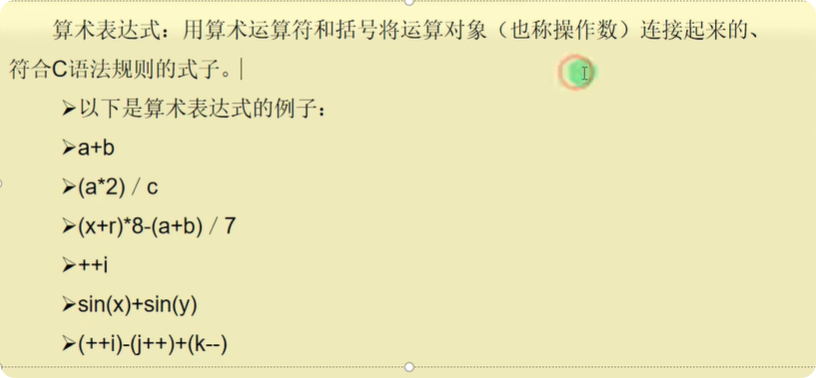 算术表达式：用算术运算符和括号将运算对象（也称操作数）连接起来的、
符合C语法规则的式子。
➢以下是算术表达式的例子：
➢a+b
➢(a*2) / c
➢(x+r)*8-(a+b) / 7
➢++i
➢sin(x)+sin(y)
➢(++i)-(j++)+(k--)